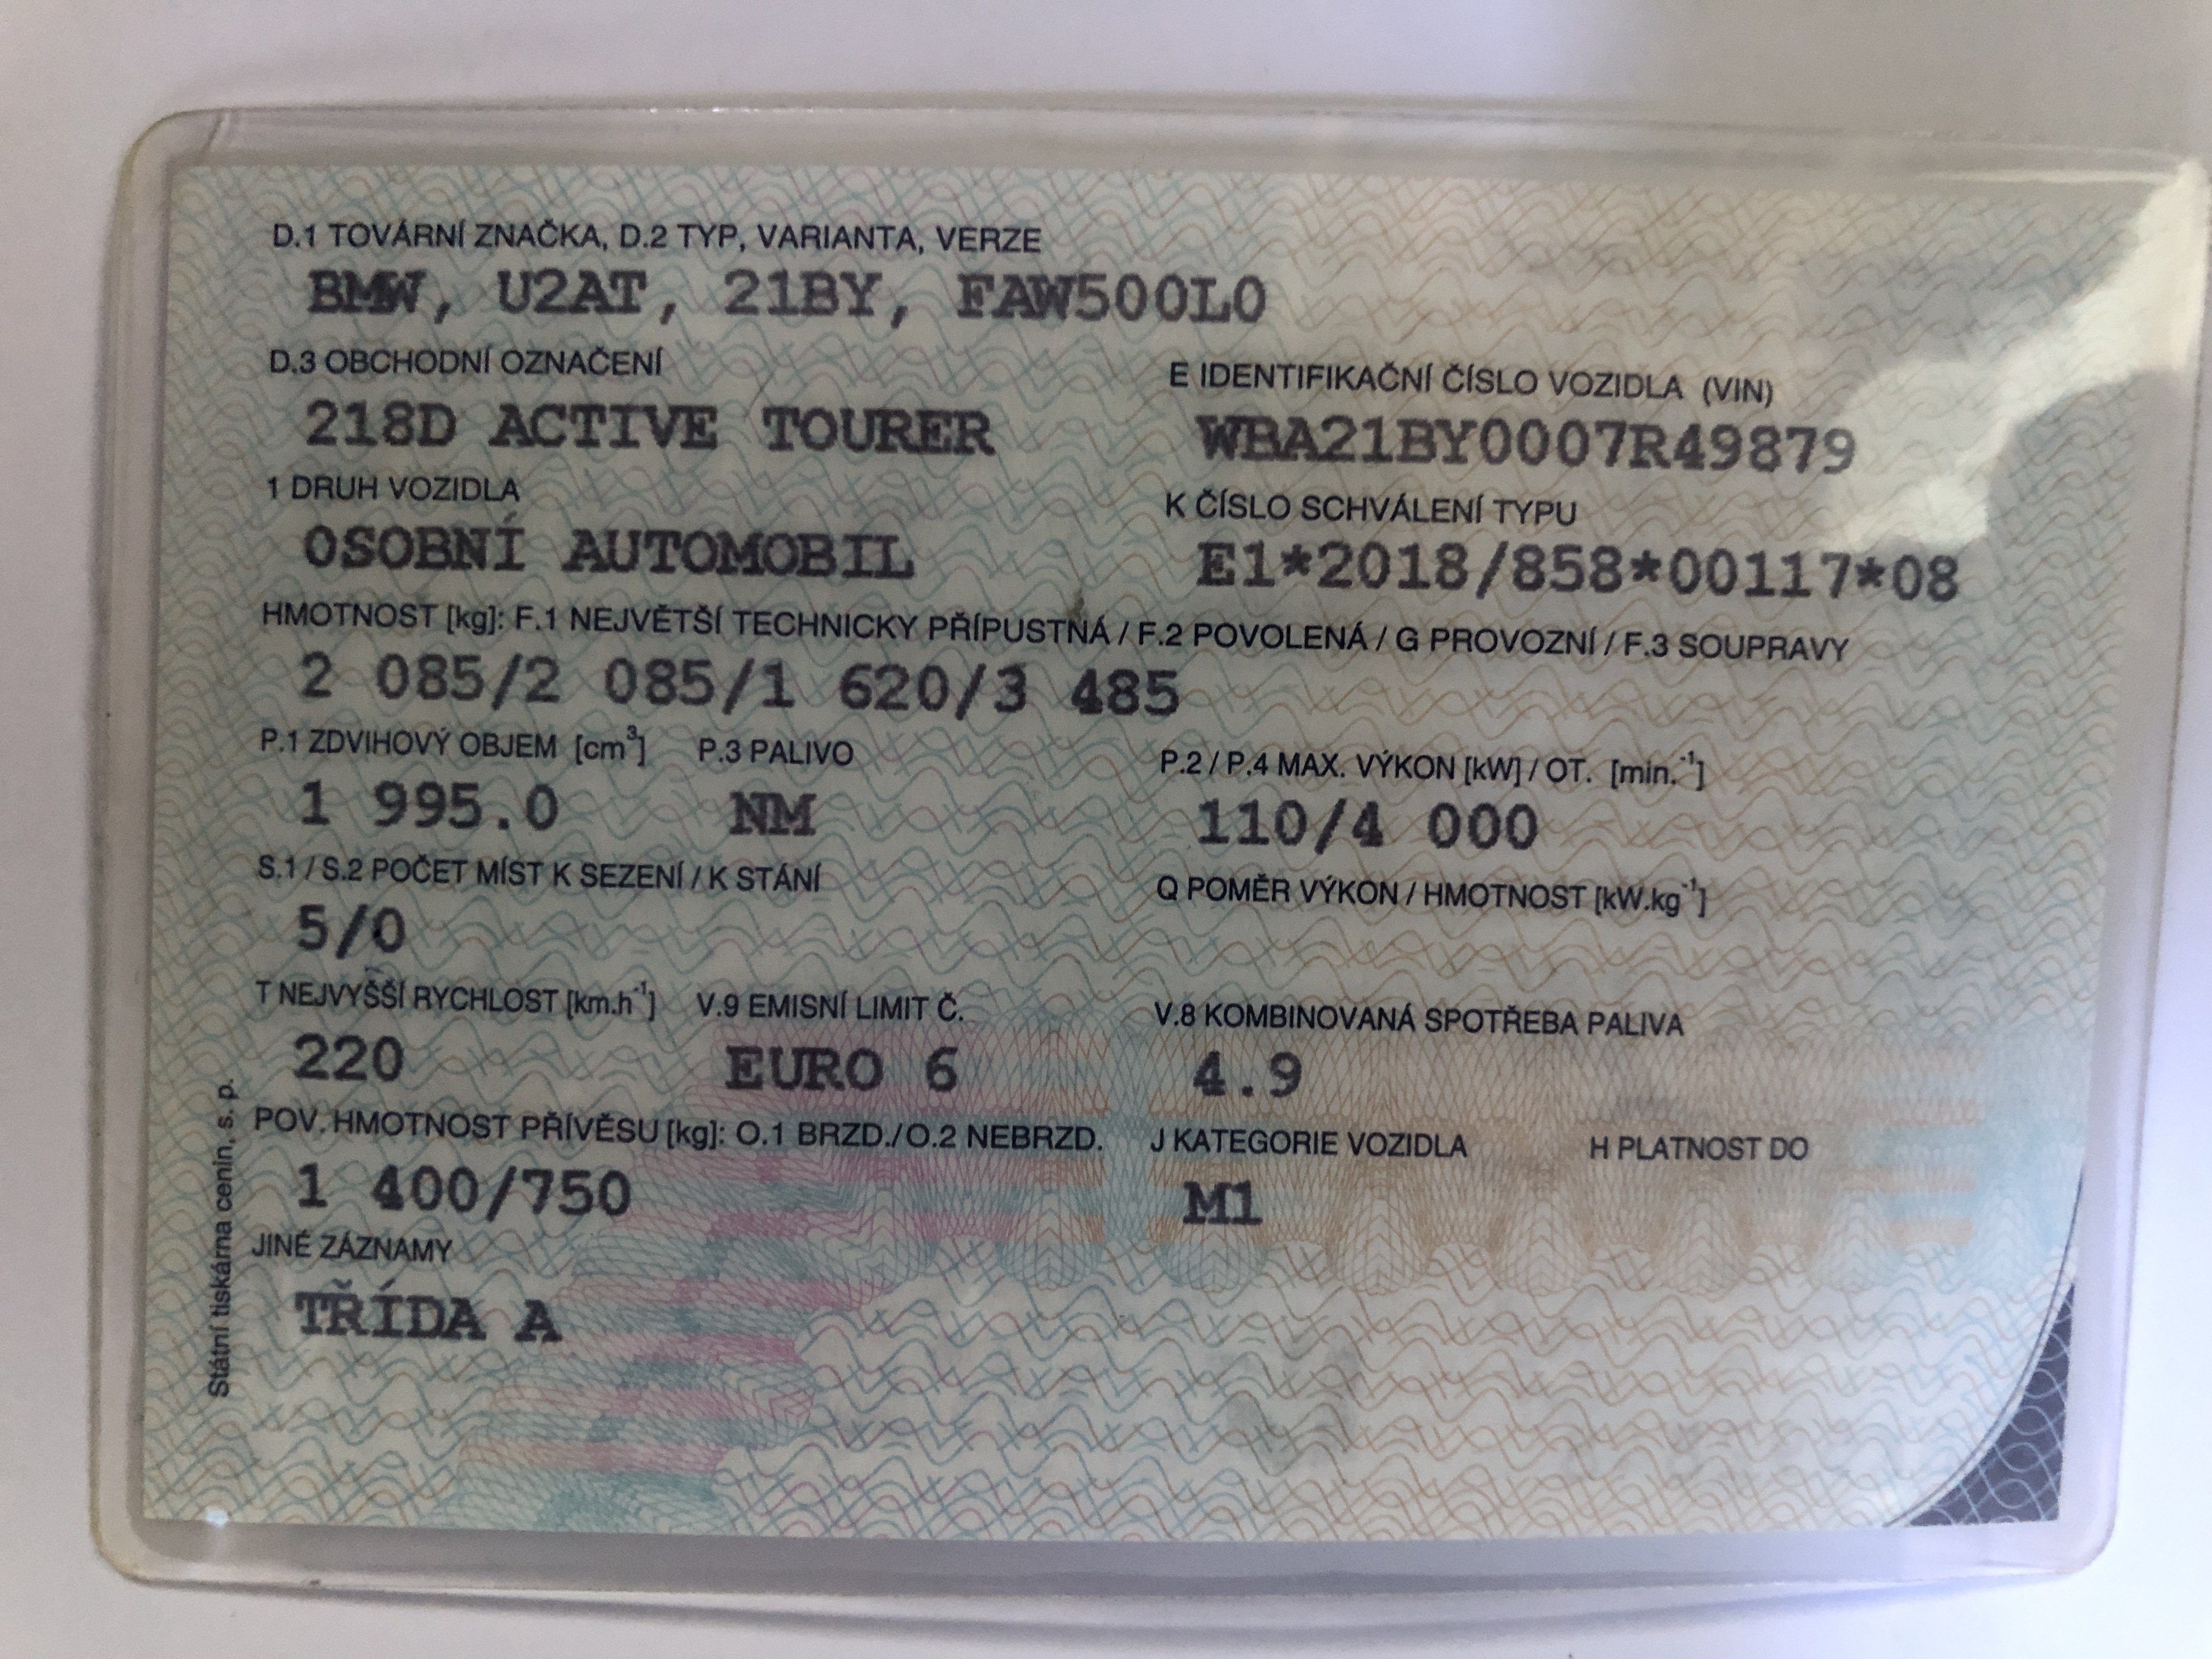 D.1 TOVÁRNÍ ZNAČKA, D.2 TYP, VARIANTA, VERZE
BMW, U2AT, 21BY, FAW500L0
D.3 OBCHODNÍ OZNAČENÍ
E IDENTIFIKAČNÍ ČÍSLO VOZIDLA (VIN)
218D ACTIVE TOURER
WBA21BY0007R49879
1 DRUH VOZIDLA
K ČÍSLO SCHVÁLENÍ TYPU
OSOBNÍ AUTOMOBIL
E1*2018/858*00117*08
HMOTNOST [kg]: F.1 NEJVĚTŠÍ TECHNICKY PŘÍPUSTNÁ / F.2 POVOLENÁ / G PROVOZNÍ / F.3 SOUPRAVY
2 085/2 085/1 620/3 485
P.1 ZDVIHOVÝ OBJEM [cm³] P.3 PALIVO
P.2 / P.4 MAX. VÝKON [kW] / OT. [min.⁻¹]
1 995.0 NM
110/4 000
S.1 / S.2 POČET MÍST K SEZENÍ / K STÁNÍ
Q POMĚR VÝKON / HMOTNOST [kW.kg⁻¹]
5/0
T NEJVYŠŠÍ RYCHLOST [km.h⁻¹] V.9 EMISNÍ LIMIT Č.
V.8 KOMBINOVANÁ SPOTŘEBA PALIVA
220 EURO 6
4.9
POV. HMOTNOST PŘÍVĚSU [kg]: O.1 BRZD./O.2 NEBRZD.
J KATEGORIE VOZIDLA H PLATNOST DO
1 400/750
M1
JINÉ ZÁZNAMY
TŘÍDA A
Státní tiskárna cenin, s. p.